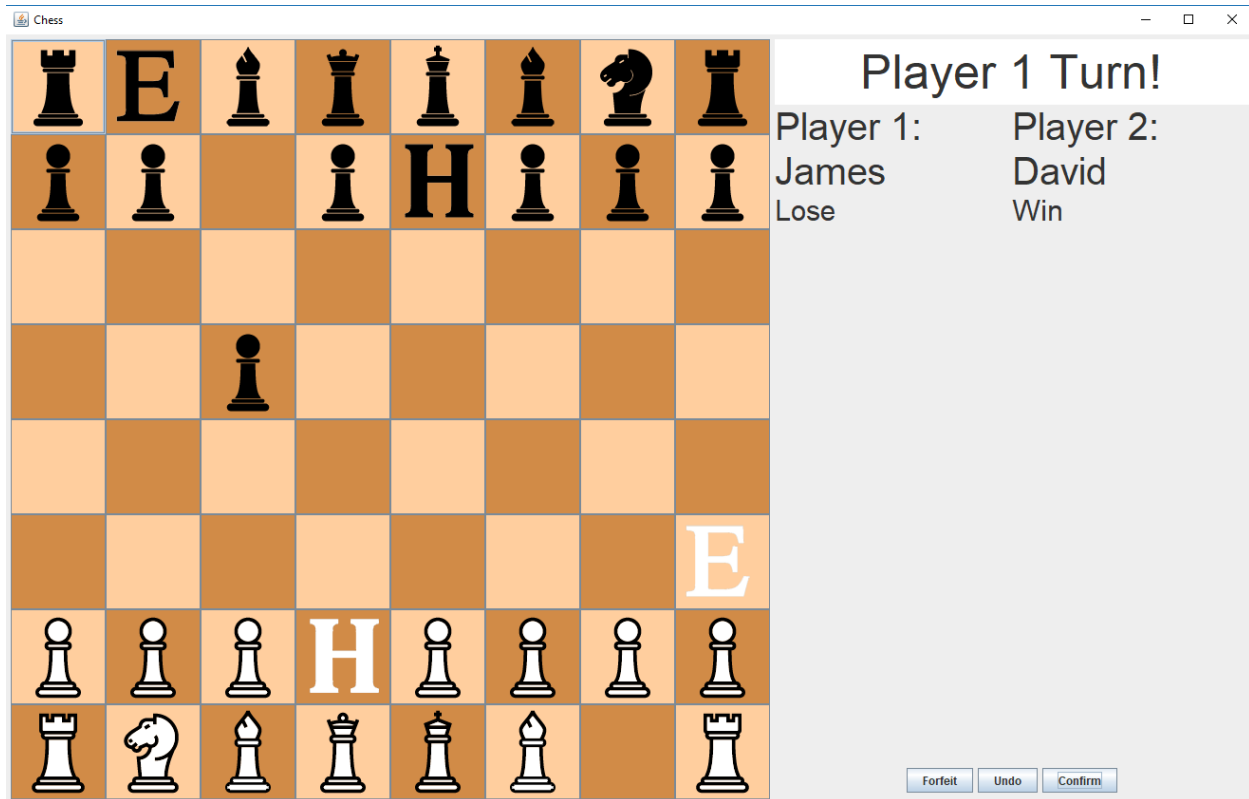 Chess
Player 1 Turn!
Player 1: Player 2:
James David
Lose Win
E
H
E
H
Forfeit Undo Confirm